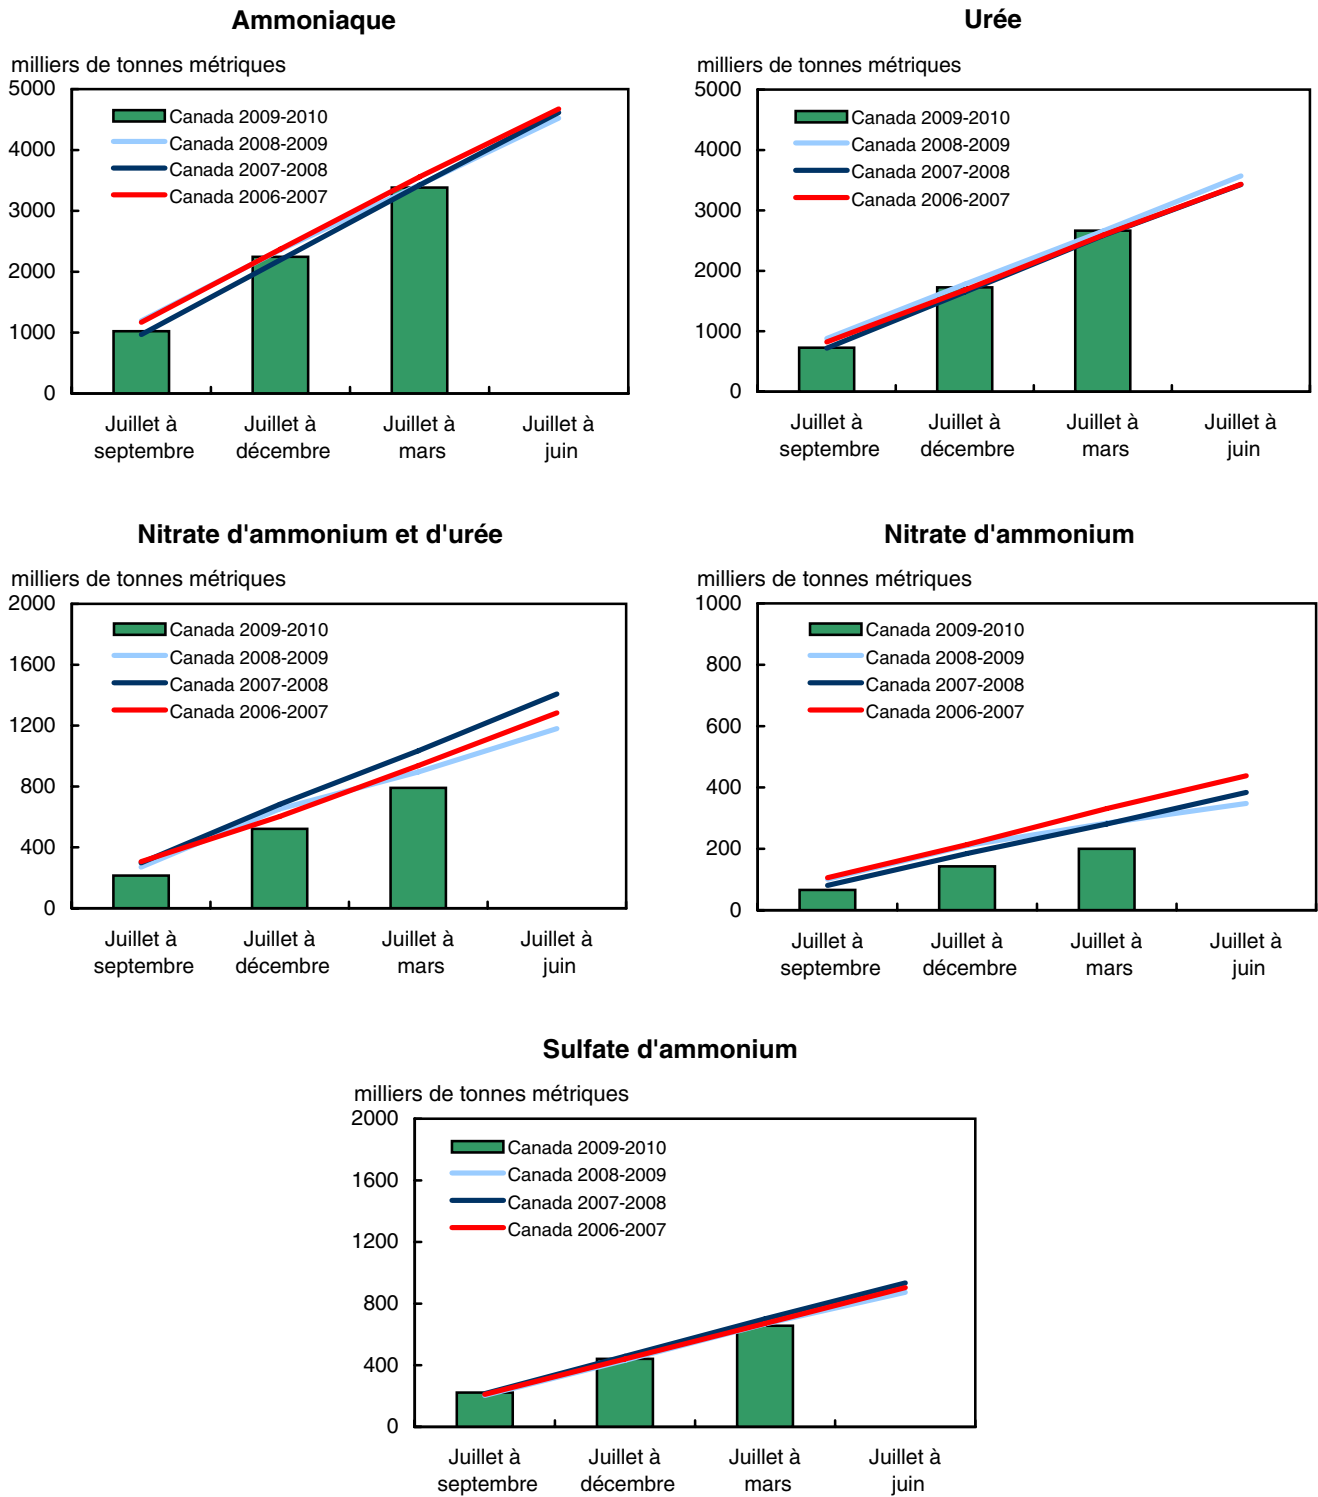 Ammoniaque
milliers de tonnes métriques
5000
4000
3000
2000
1000
0
Canada 2009-2010
Canada 2008-2009
Canada 2007-2008
Canada 2006-2007
Juillet à
septembre
Juillet à
décembre
Juillet à
mars
Juillet à
juin
Urée
milliers de tonnes métriques
5000
4000
3000
2000
1000
0
Canada 2009-2010
Canada 2008-2009
Canada 2007-2008
Canada 2006-2007
Juillet à
septembre
Juillet à
décembre
Juillet à
mars
Juillet à
juin
Nitrate d'ammonium et d'urée
milliers de tonnes métriques
2000
1600
1200
800
400
0
Canada 2009-2010
Canada 2008-2009
Canada 2007-2008
Canada 2006-2007
Juillet à
septembre
Juillet à
décembre
Juillet à
mars
Juillet à
juin
Nitrate d'ammonium
milliers de tonnes métriques
1000
800
600
400
200
0
Canada 2009-2010
Canada 2008-2009
Canada 2007-2008
Canada 2006-2007
Juillet à
septembre
Juillet à
décembre
Juillet à
mars
Juillet à
juin
Sulfate d'ammonium
milliers de tonnes métriques
2000
1600
1200
800
400
0
Canada 2009-2010
Canada 2008-2009
Canada 2007-2008
Canada 2006-2007
Juillet à
septembre
Juillet à
décembre
Juillet à
mars
Juillet à
juin